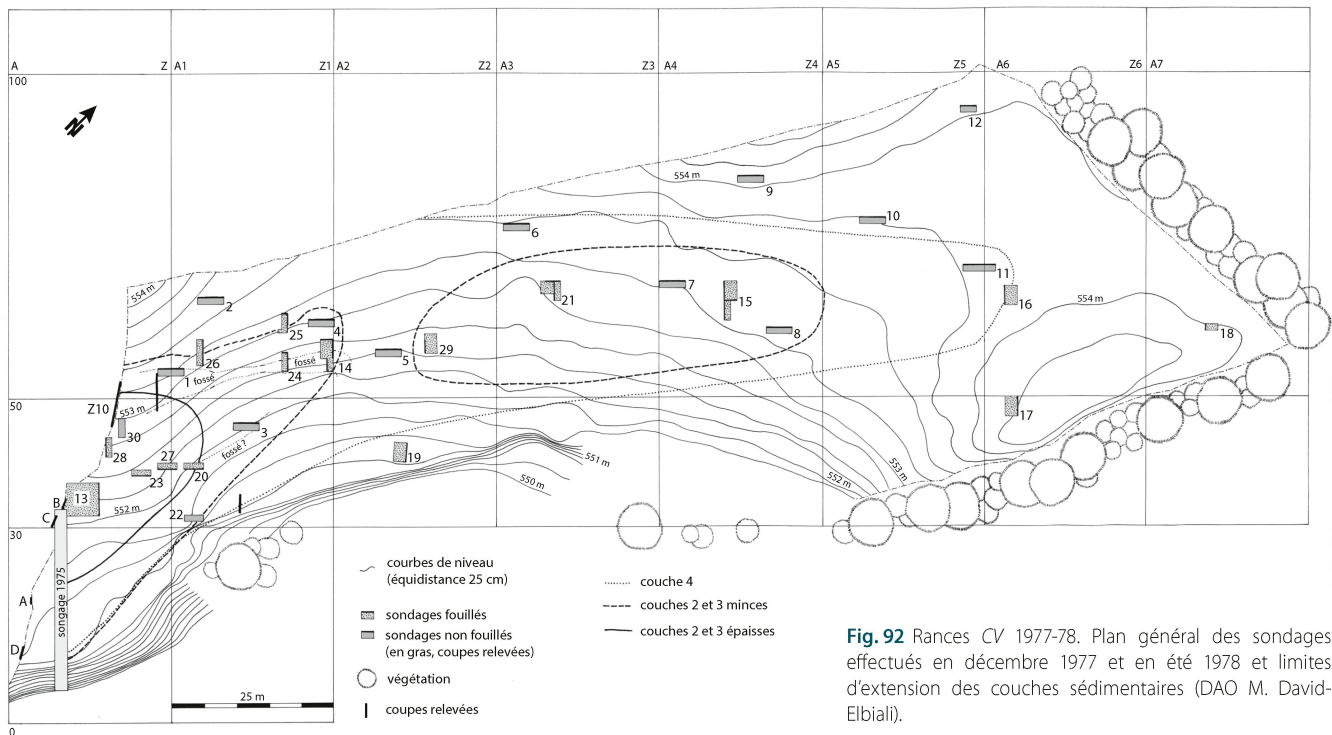 A Z A1 Z1 A2 Z2 A3 Z3 A4 Z4 A5 Z5 A6 Z6 A7
100
N
12
554 m
9
10
6
11
554 m
2
21
7
15
16
554 m
25
4
8
18
26
fossé
29
1 fossé
24
14
5
553 m
50
Z10
17
30
3
28
27
fossé ?
20
19
551 m
553 m
23
550 m
552 m
13
B
C
552 m
22
30
songage 1975
A
D
courbes de niveau
(équidistance 25 cm)
sondages fouillés
sondages non fouillés
(en gras, coupes relevées)
végétation
coupes relevées
couche 4
couches 2 et 3 minces
couches 2 et 3 épaisses
25 m
0
Fig. 92 Rances CV 1977-78. Plan général des sondages
effectués en décembre 1977 et en été 1978 et limites
d'extension des couches sédimentaires (DAO M. David-
Elbiali).